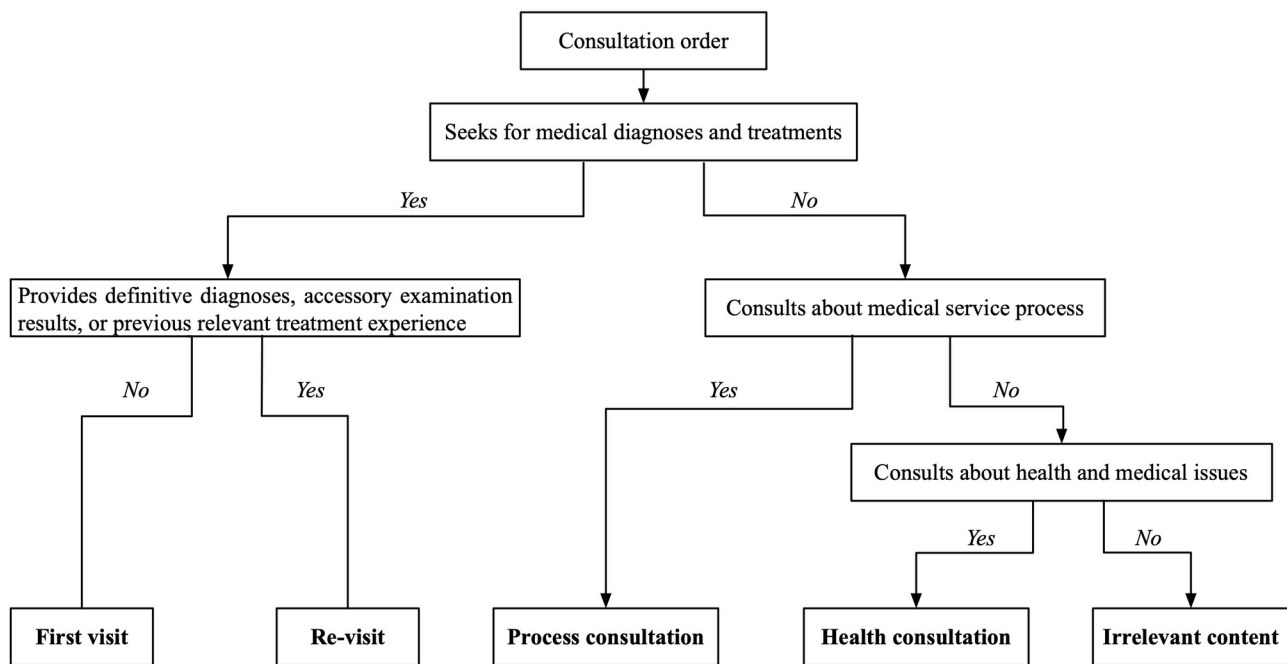 Consultation order
Seeks for medical diagnoses and treatments
Yes
No
Provides definitive diagnoses, accessory examination
results, or previous relevant treatment experience
Consults about medical service process
No
Yes
Yes
No
Consults about health and medical issues
Yes
No
First visit
Re-visit
Process consultation
Health consultation
Irrelevant content